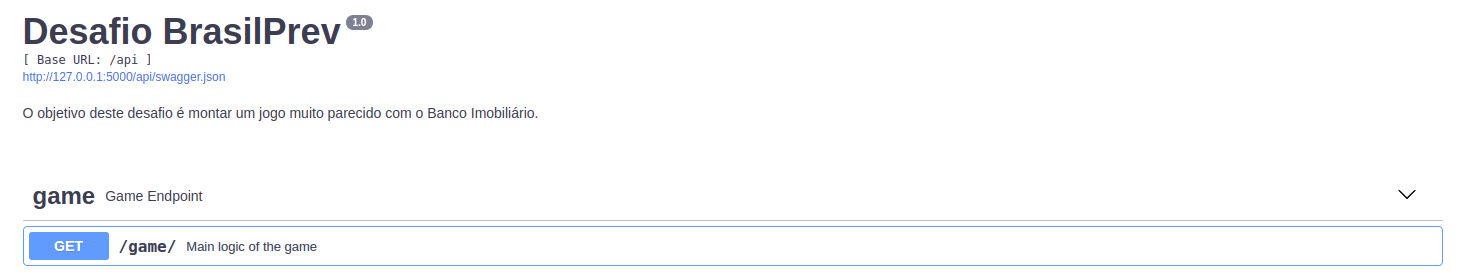 Desafio BrasilPrev 1.0
[ Base URL: /api ]
http://127.0.0.1:5000/api/swagger.json
O objetivo deste desafio é montar um jogo muito parecido com o Banco Imobiliário.
game Game Endpoint
GET /game/ Main logic of the game